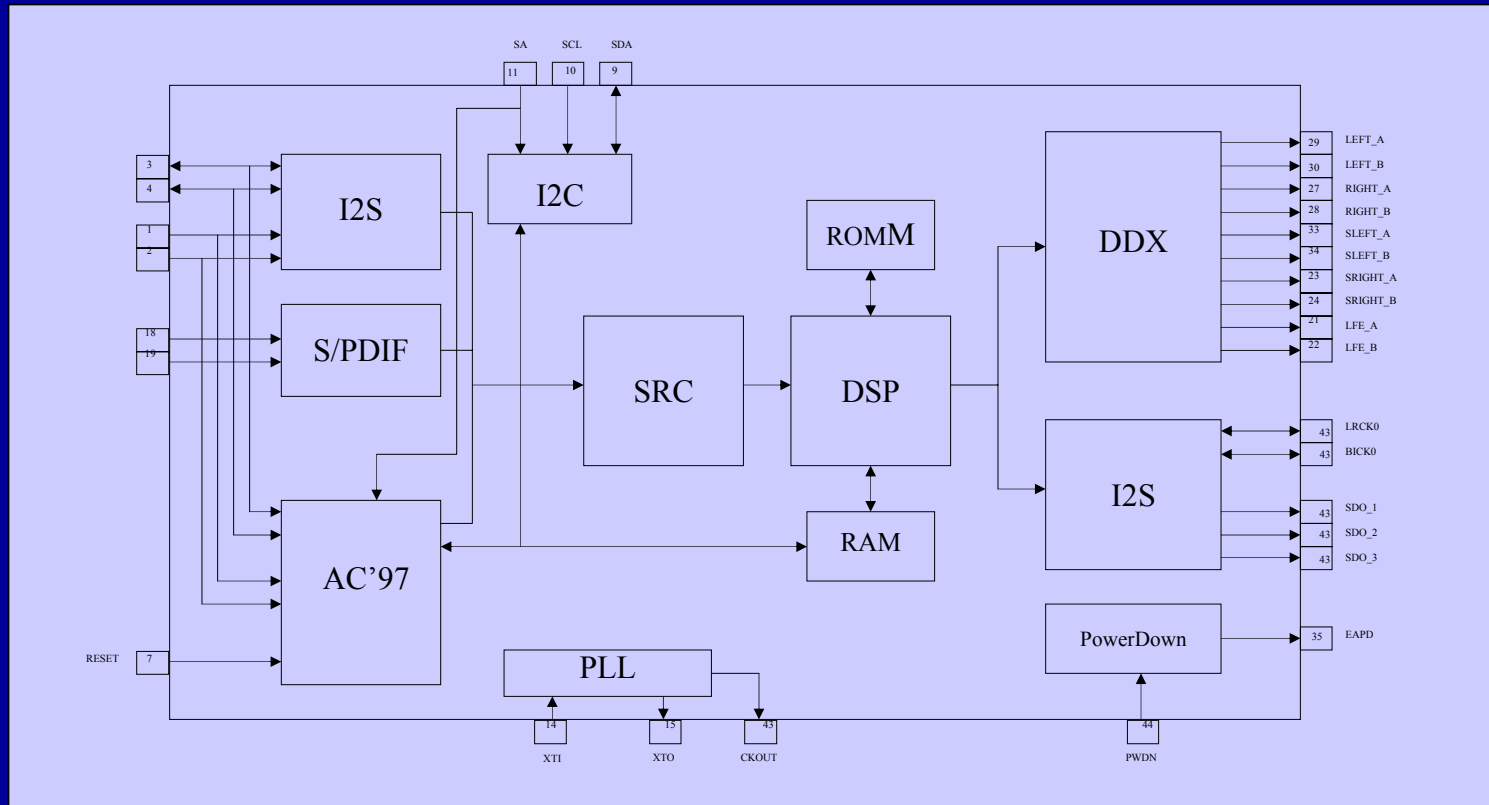 SA SCL SDA
11 10 9
3
4
1
2
18
19
I2S
S/PDIF
AC’97
RESET 7
I2C
ROMM
SRC
DSP
RAM
DDX
29 LEFT_A
30 LEFT_B
27 RIGHT_A
28 RIGHT_B
33 SLEFT_A
34 SLEFT_B
23 SRIGHT_A
24 SRIGHT_B
21 LFE_A
22 LFE_B
I2S
43 LRCK0
43 BICK0
43 SDO_1
43 SDO_2
43 SDO_3
PowerDown
35 EAPD
PLL
14 15 43 44
XTI XTO CKOUT PWDN